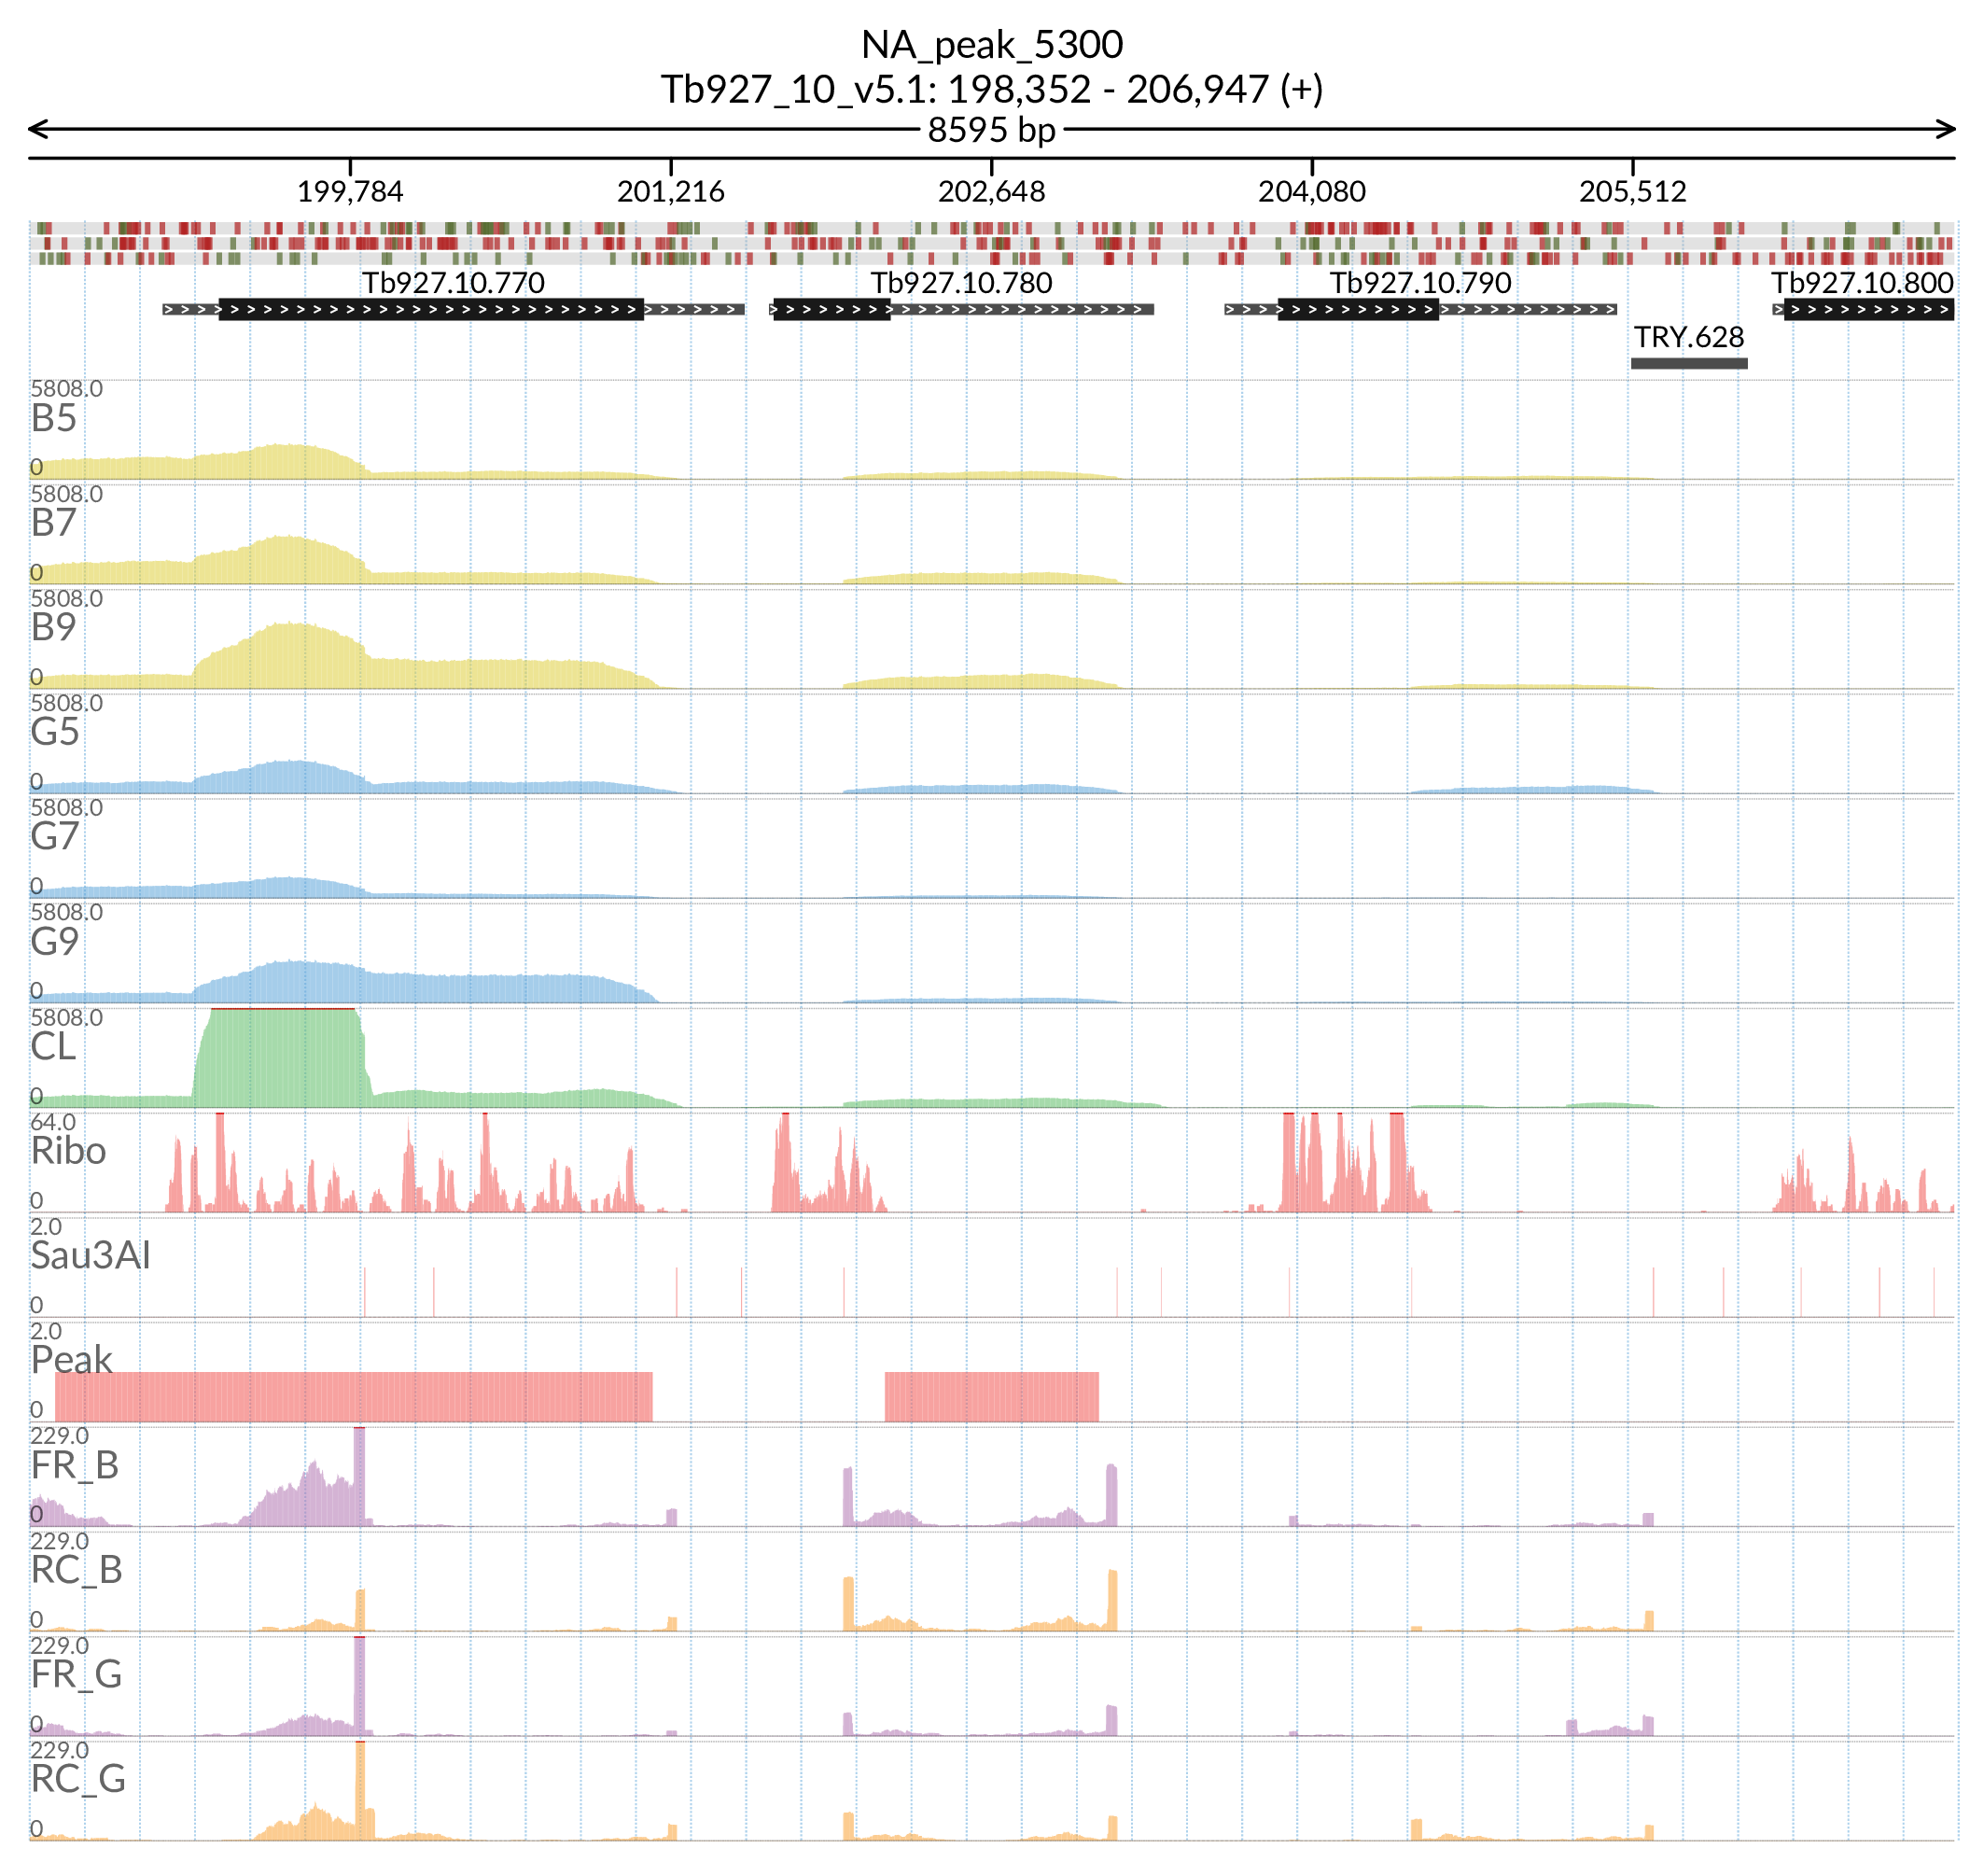 NA_peak_5300
Tb927_10_v5.1: 198,352 - 206,947 (+)
8595 bp
199,784 201,216 202,648 204,080 205,512
Tb927.10.770 Tb927.10.780 Tb927.10.790 Tb927.10.800
TRY.628
5808.0
B5
0
5808.0
B7
0
5808.0
B9
0
5808.0
G5
0
5808.0
G7
0
5808.0
G9
0
5808.0
CL
0
64.0
Ribo
0
2.0
Sau3AI
0
2.0
Peak
0
229.0
FR_B
0
229.0
RC_B
0
229.0
FR_G
0
229.0
RC_G
0